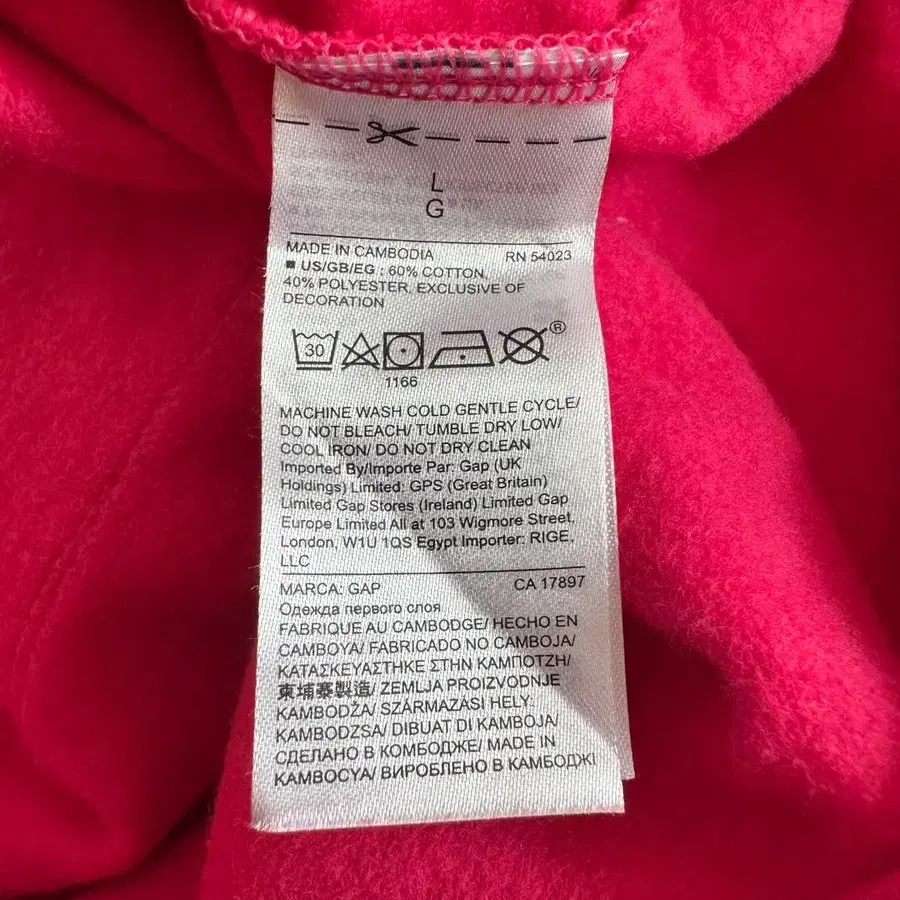 L
G
MADE IN CAMBODIA RN 54023
■ US/GB/EG : 60% COTTON,
40% POLYESTER, EXCLUSIVE OF
DECORATION
30
®
1166
MACHINE WASH COLD GENTLE CYCLE/
DO NOT BLEACH/ TUMBLE DRY LOW/
COOL IRON/ DO NOT DRY CLEAN
Imported By/Importe Par: Gap (UK
Holdings) Limited: GPS (Great Britain)
Limited Gap Stores (Ireland) Limited Gap
Europe Limited All at 103 Wigmore Street,
London, W1U 1QS Egypt Importer: RIGE,
LLC
MARCA: GAP CA 17897
Одежда первого слоя
FABRIQUE AU CAMBODGE/ HECHO EN
CAMBOYA/ FABRICADO NO CAMBOJA/
ΚΑΤΑΣΚΕΥΑΣΤΗΚΕ ΣΤΗΝ ΚΑΜΠΟΤΖΗ/
柬埔寨製造/ ZEMLJA PROIZVODNJE
KAMBODŽA/ SZÁRMAZASI HELY:
KAMBODZSA/ DIBUAT DI KAMBOJA/
СДЕЛАНО В КОМБОДЖЕ/ MADE IN
KAMBOCYA/ ВИРОБЛЕНО В КАМБОДЖІ